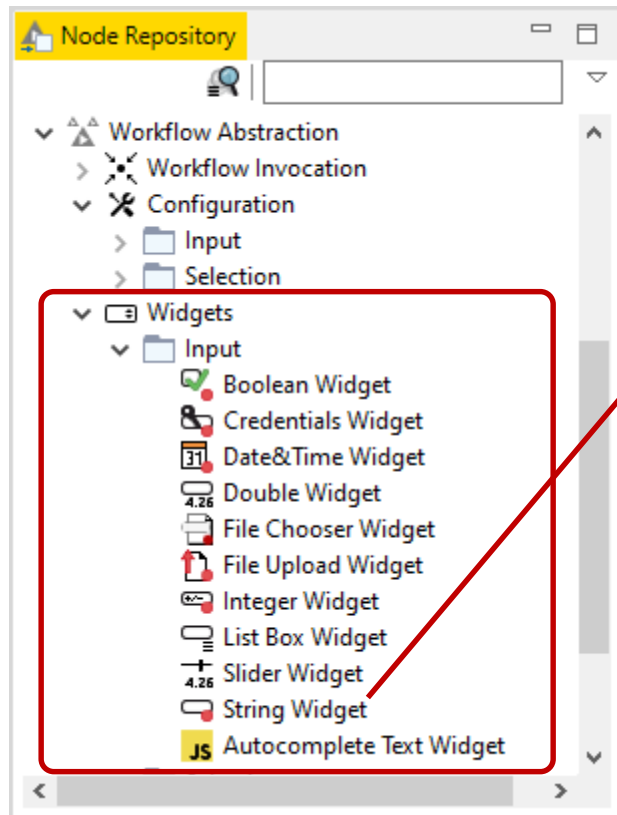 Node Repository
Workflow Abstraction
Workflow Invocation
Configuration
Input
Selection
Widgets
Input
Boolean Widget
Credentials Widget
31 Date&Time Widget
4.26 Double Widget
File Chooser Widget
File Upload Widget
Integer Widget
List Box Widget
4.26 Slider Widget
String Widget
JS Autocomplete Text Widget